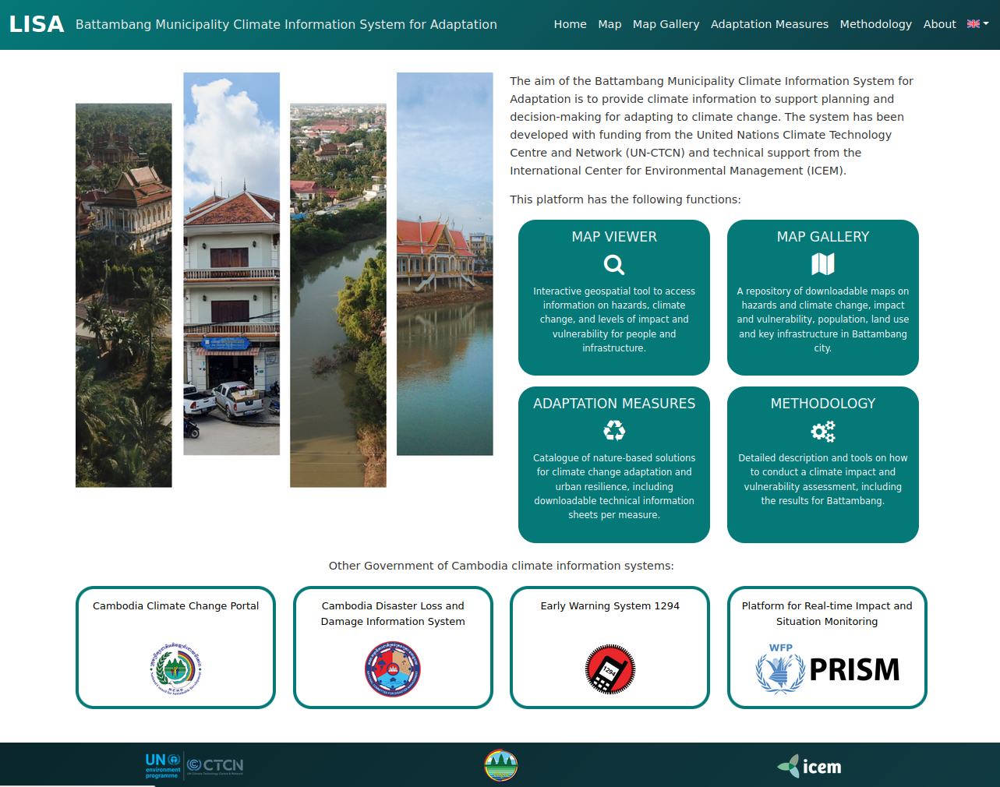 LISA Battambang Municipality Climate Information System for Adaptation
Home Map Map Gallery Adaptation Measures Methodology About
The aim of the Battambang Municipality Climate Information System for
Adaptation is to provide climate information to support planning and
decision-making for adapting to climate change. The system has been
developed with funding from the United Nations Climate Technology
Centre and Network (UN-CTCN) and technical support from the
International Center for Environmental Management (ICEM).
This platform has the following functions:
MAP VIEWER
Interactive geospatial tool to access
information on hazards, climate
change, and levels of impact and
vulnerability for people and
infrastructure.
MAP GALLERY
A repository of downloadable maps on
hazards and climate change, impact
and vulnerability, population, land use
and key infrastructure in Battambang
city.
ADAPTATION MEASURES
Catalogue of nature-based solutions
for climate change adaptation and
urban resilience, including
downloadable technical information
sheets per measure.
METHODOLOGY
Detailed description and tools on how
to conduct a climate impact and
vulnerability assessment, including
the results for Battambang.
Other Government of Cambodia climate information systems:
Cambodia Climate Change Portal
Cambodia Disaster Loss and
Damage Information System
Early Warning System 1294
1294
Platform for Real-time Impact and
Situation Monitoring
WFP
PRISM
UN
environment
programme
CTCN
icem